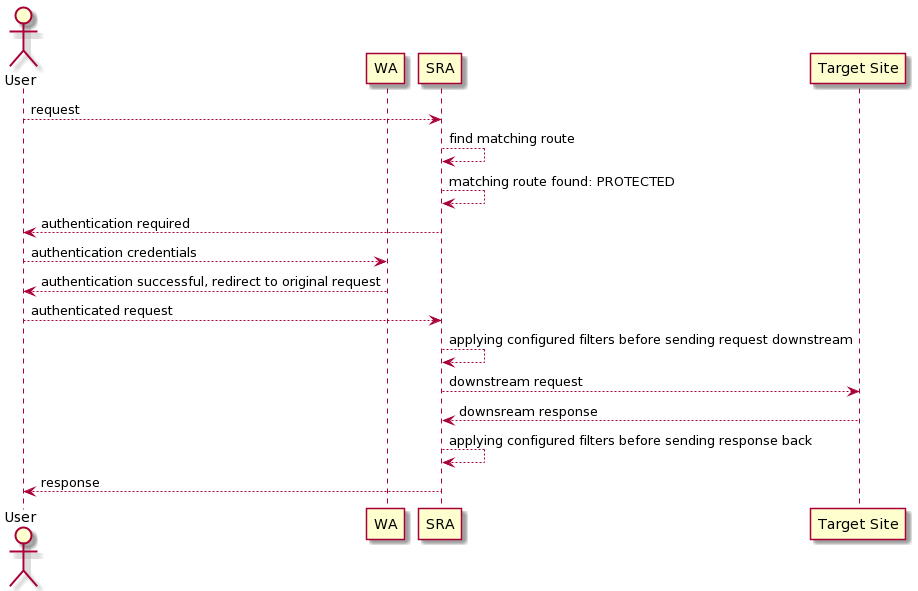 User
WA
SRA
Target Site
request
find matching route
matching route found: PROTECTED
authentication required
authentication credentials
authentication successful, redirect to original request
authenticated request
applying configured filters before sending request downstream
downstream request
downsream response
applying configured filters before sending response back
response
User
WA
SRA
Target Site